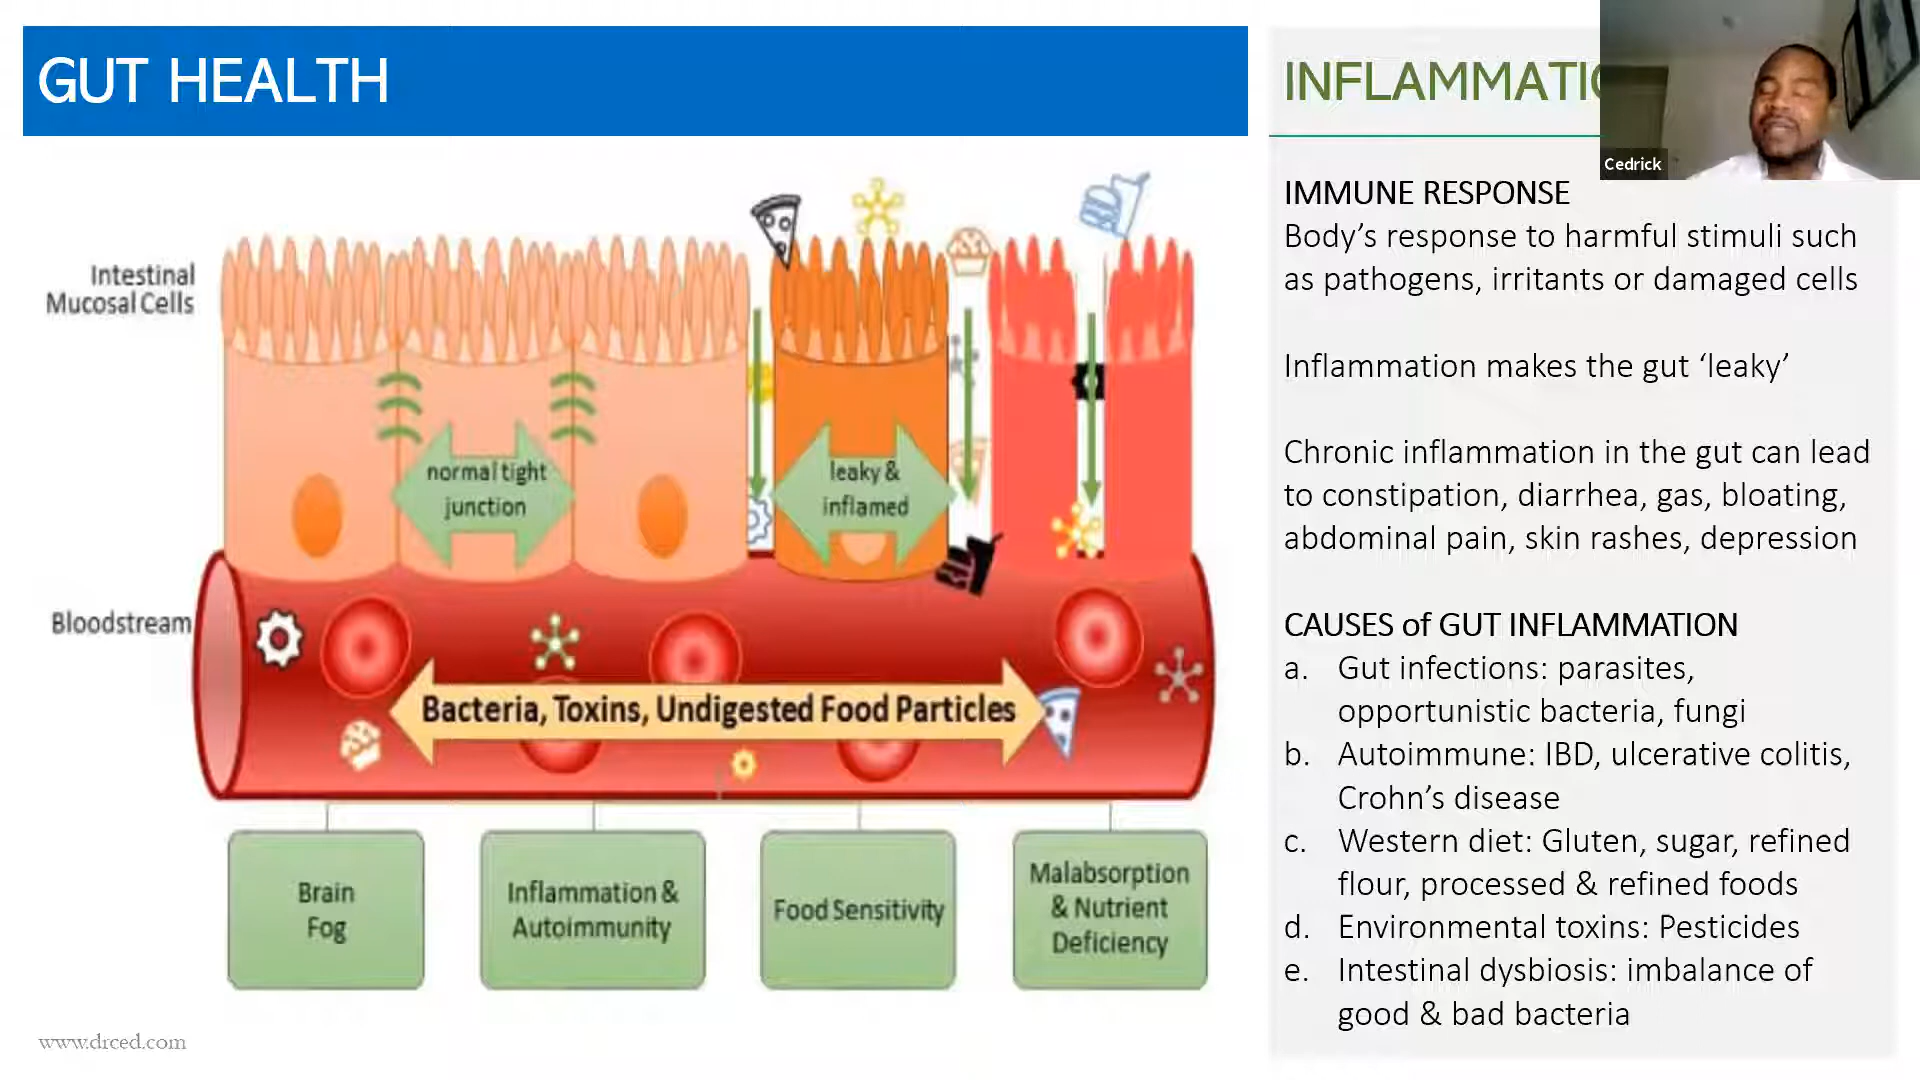 GUT HEALTH
INFLAMMATIO
Cedrick
Intestinal
Mucosal Cells
normal tight
junction
leaky &
inflamed
Bloodstream
Bacteria, Toxins, Undigested Food Particles
Brain
Fog
Inflammation &
Autoimmunity
Food Sensitivity
Malabsorption
& Nutrient
Deficiency
IMMUNE RESPONSE
Body’s response to harmful stimuli such
as pathogens, irritants or damaged cells
Inflammation makes the gut ‘leaky’
Chronic inflammation in the gut can lead
to constipation, diarrhea, gas, bloating,
abdominal pain, skin rashes, depression
CAUSES of GUT INFLAMMATION
a. Gut infections: parasites,
opportunistic bacteria, fungi
b. Autoimmune: IBD, ulcerative colitis,
Crohn’s disease
c. Western diet: Gluten, sugar, refined
flour, processed & refined foods
d. Environmental toxins: Pesticides
e. Intestinal dysbiosis: imbalance of
good & bad bacteria
www.drced.com